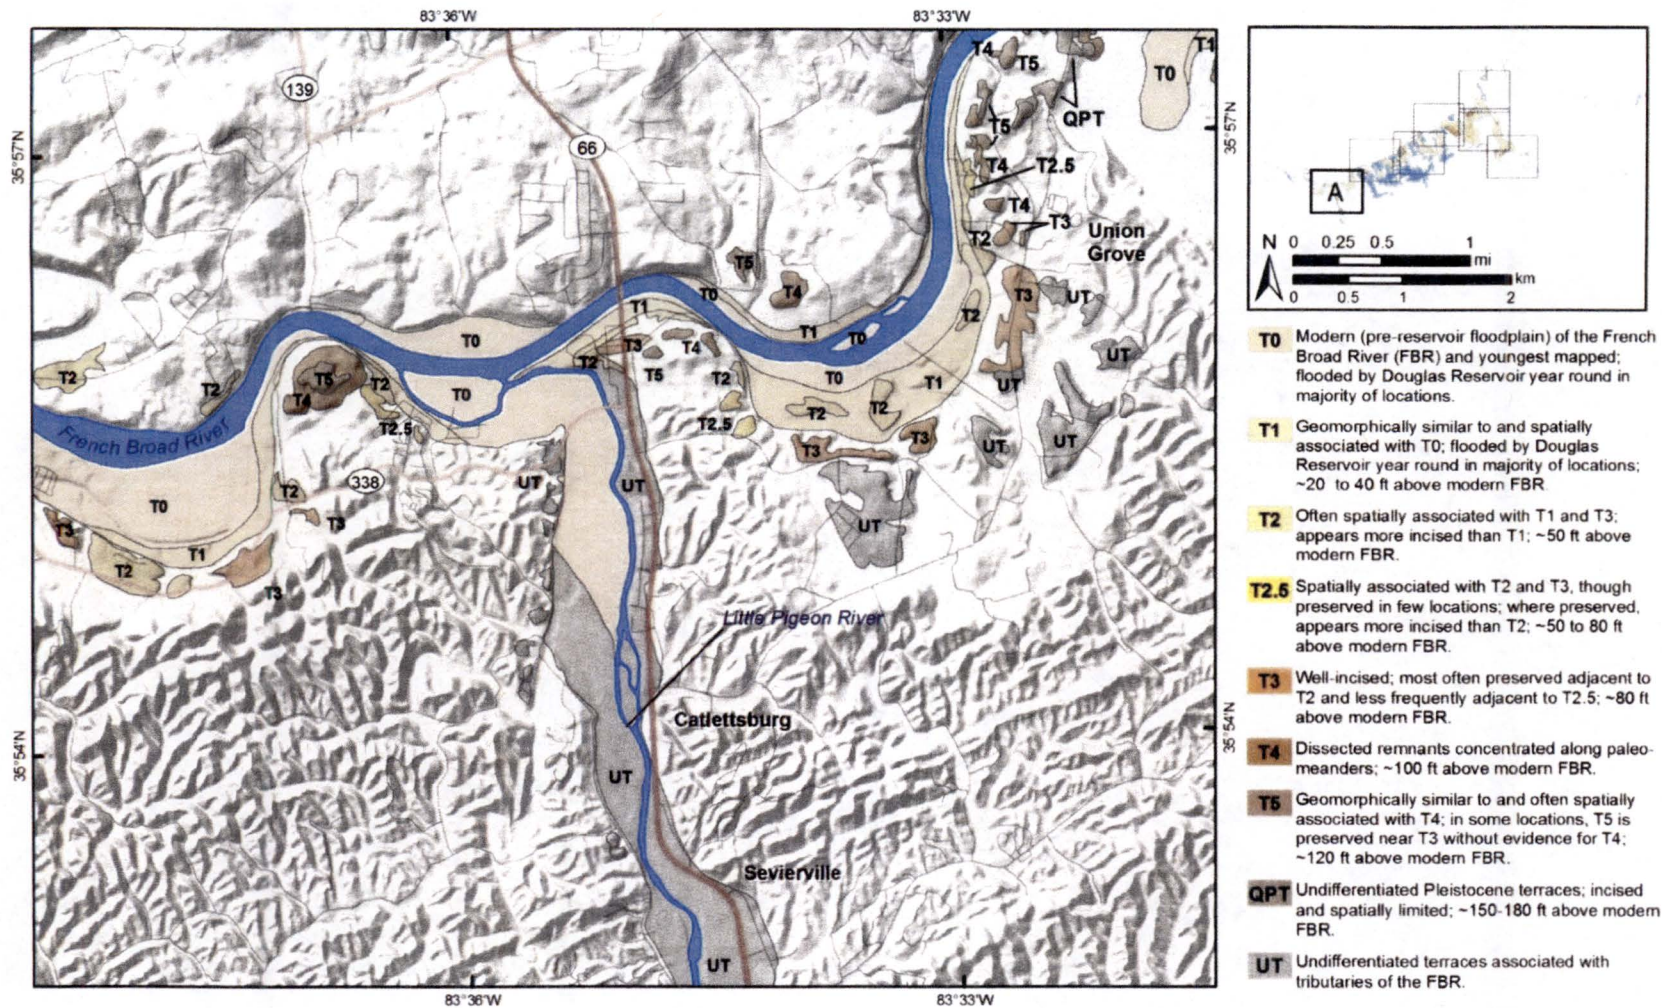 83°36'W
83°33'W
T4
T5
T0
T1
139
QPT
T5
35°57'N
35°57'N
66
T4
T2.5
T4
T3
T2
Union
Grove
T5
T4
T0
T3
UT
T1
T2
T1
T0
T0
T3
T4
T2
UT
T2
T5
T2
T5
T2
T0
T1
T2
T0
T4
UT
T2
T2
T2.5
T2.5
French Broad River
T3
T3
UT
UT
338
UT
UT
T2
T0
T3
T3
UT
T1
T2
T3
Little Pigeon River
Catlettsburg
35°54'N
35°54'N
UT
Sevierville
UT
83°36'W
83°33'W
A
N
0 0.25 0.5 1
mi
km
0 0.5 1 2
T0 Modern (pre-reservoir floodplain) of the French
Broad River (FBR) and youngest mapped;
flooded by Douglas Reservoir year round in
majority of locations.
T1 Geomorphically similar to and spatially
associated with T0; flooded by Douglas
Reservoir year round in majority of locations;
~20 to 40 ft above modern FBR.
T2 Often spatially associated with T1 and T3;
appears more incised than T1; ~50 ft above
modern FBR.
T2.5 Spatially associated with T2 and T3, though
preserved in few locations; where preserved,
appears more incised than T2; ~50 to 80 ft
above modern FBR.
T3 Well-incised; most often preserved adjacent to
T2 and less frequently adjacent to T2.5; ~80 ft
above modern FBR.
T4 Dissected remnants concentrated along paleo-
meanders; ~100 ft above modern FBR.
T5 Geomorphically similar to and often spatially
associated with T4; in some locations, T5 is
preserved near T3 without evidence for T4;
~120 ft above modern FBR.
QPT Undifferentiated Pleistocene terraces; incised
and spatially limited; ~150-180 ft above modern
FBR.
UT Undifferentiated terraces associated with
tributaries of the FBR.